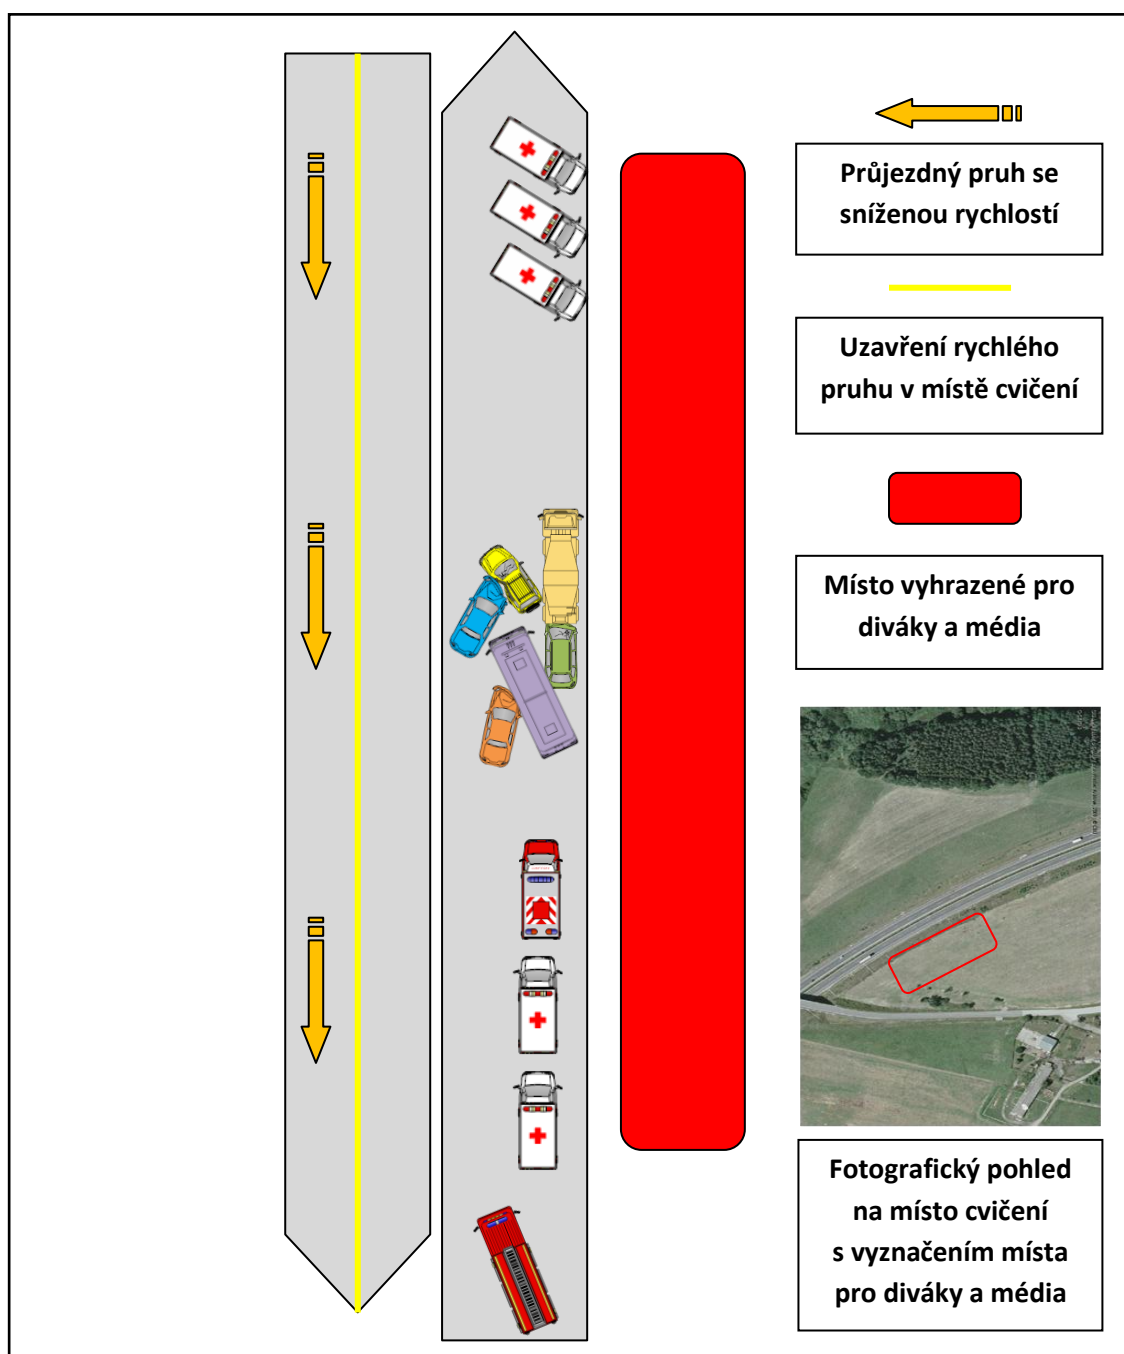 Průjezdný pruh se
sníženou rychlostí
Uzavření rychlého
pruhu v místě cvičení
Místo vyhrazené pro
diváky a média
Fotografický pohled
na místo cvičení
s vyznačením místa
pro diváky a média